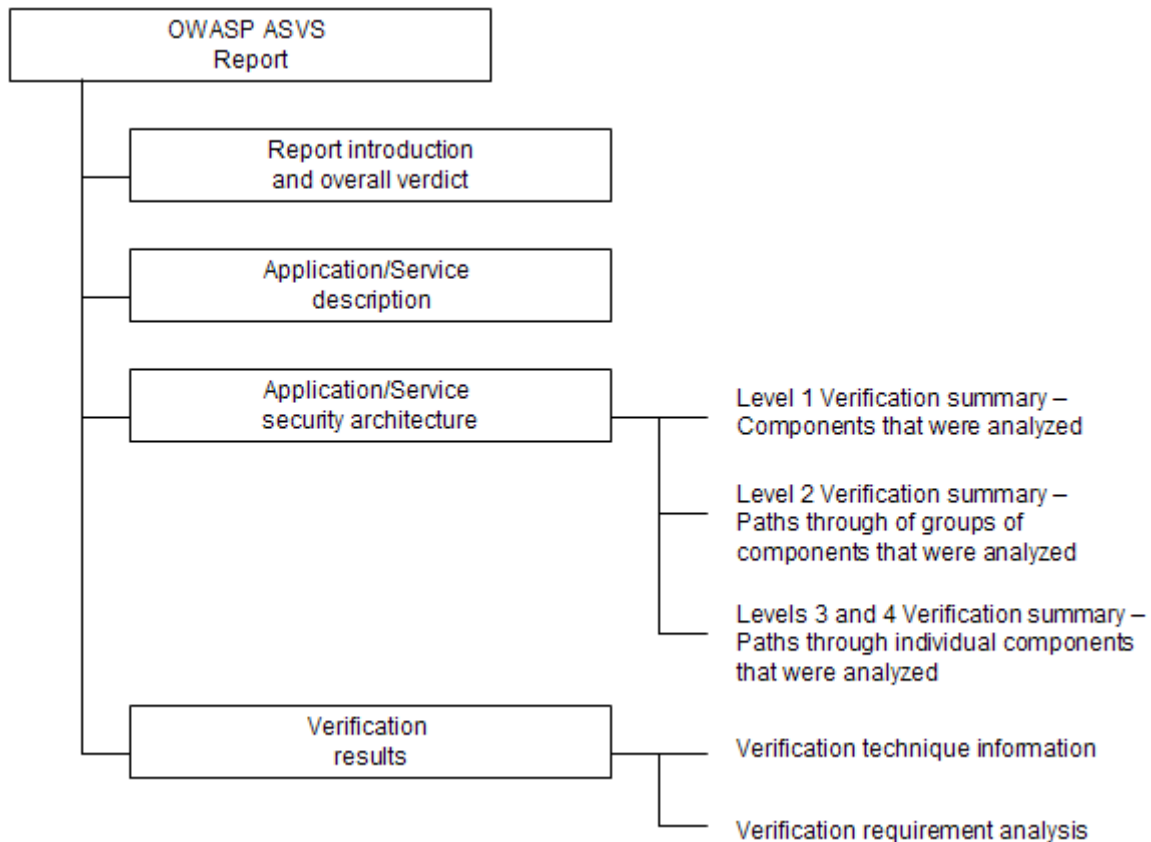 OWASP ASVS
Report
Report introduction
and overall verdict
Application/Service
description
Application/Service
security architecture
Level 1 Verification summary –
Components that were analyzed
Level 2 Verification summary –
Paths through of groups of
components that were analyzed
Levels 3 and 4 Verification summary –
Paths through individual components
that were analyzed
Verification
results
Verification technique information
Verification requirement analysis